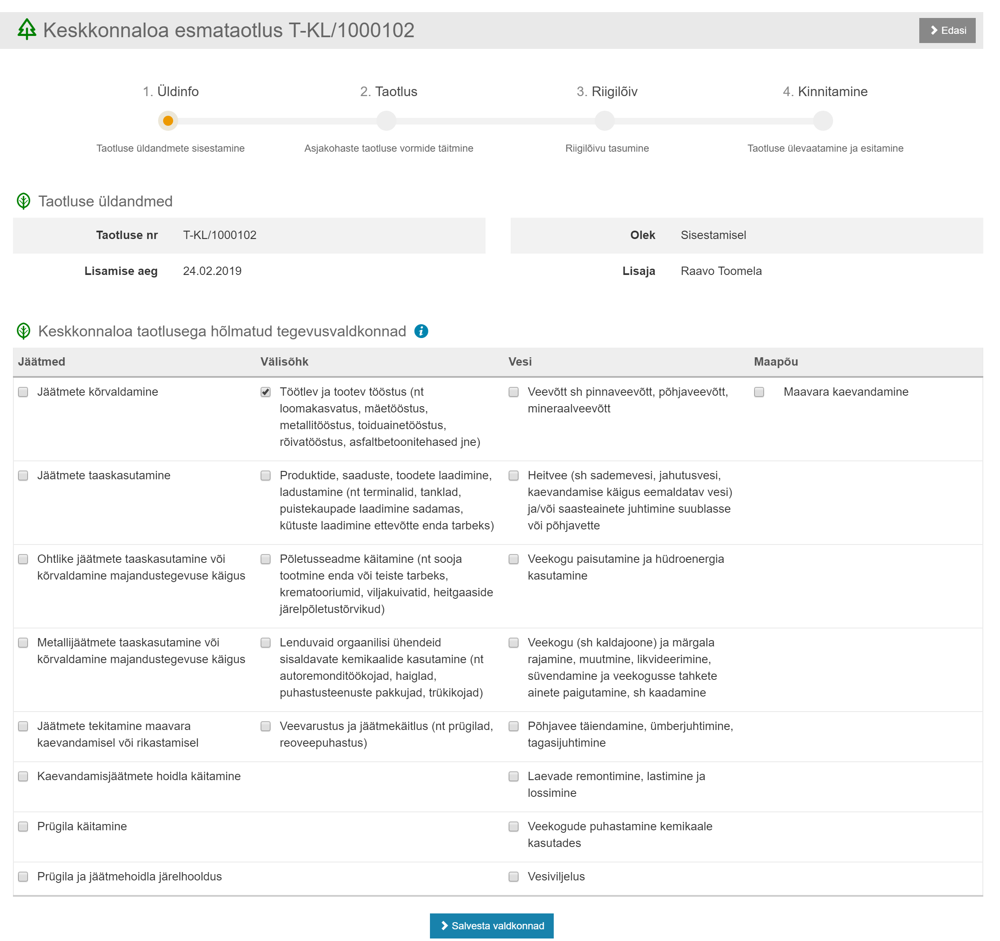 Keskkonnaloa esmataotlus T-KL/1000102
Edasi
1. Üldinfo
2. Taotlus
3. Riigilõiv
4. Kinnitamine
Taotluse üldandmete sisestamine
Asjakohaste taotluse vormide täitmine
Riigilõivu tasumine
Taotluse ülevaatamine ja esitamine
Taotluse üldandmed
Taotluse nr T-KL/1000102
Olek Sisestamisel
Lisamise aeg 24.02.2019
Lisaja Raavo Toomela
Keskkonnaloa taotlusega hõlmatud tegevusvaldkonnad
Jäätmed
Välisõhk
Vesi
Maapõu
Jäätmete kõrvaldamine
Töötlev ja tootev tööstus (nt
loomakasvatus, mäetööstus,
metallitööstus, toiduainetööstus,
rõivatööstus, asfaltbetoonitehased jne)
Veevõtt sh pinnaveevõtt, põhjaveevõtt,
mineraalveevõtt
Maavara kaevandamine
Jäätmete taaskasutamine
Produktide, saaduste, toodete laadimine,
ladustamine (nt terminalid, tanklad,
puistekaupade laadimine sadamas,
kütuste laadimine ettevõtte enda tarbeks)
Heitvee (sh sademevesi, jahutusvesi,
kaevandamise käigus eemaldatav vesi)
ja/või saasteainete juhtimine suublasse
või põhjavette
Ohtlike jäätmete taaskasutamine või
kõrvaldamine majandustegevuse käigus
Põletusseadme käitamine (nt sooja
tootmine enda või teiste tarbeks,
krematooriumid, viljakuivatid, heitgaaside
järelpõletustõrvikud)
Veekogu paisutamine ja hüdroenergia
kasutamine
Metallijäätmete taaskasutamine või
kõrvaldamine majandustegevuse käigus
Lenduvaid orgaanilisi ühendeid
sisaldavate kemikaalide kasutamine (nt
autoremonditöökojad, haiglad,
puhastusteenuste pakkujad, trükikojad)
Veekogu (sh kaldajoone) ja märgala
rajamine, muutmine, likvideerimine,
süvendamine ja veekogusse tahkete
ainete paigutamine, sh kaadamine
Jäätmete tekitamine maavara
kaevandamisel või rikastamisel
Veevarustus ja jäätmekäitlus (nt prügilad,
reoveepuhastus)
Põhjavee täiendamine, ümberjuhtimine,
tagasijuhtimine
Kaevandamisjäätmete hoidla käitamine
Laevade remontimine, lastimine ja
lossimine
Prügila käitamine
Veekogude puhastamine kemikaale
kasutades
Prügila ja jäätmehoidla järelhooldus
Vesiviljelus
Salvesta valdkonnad